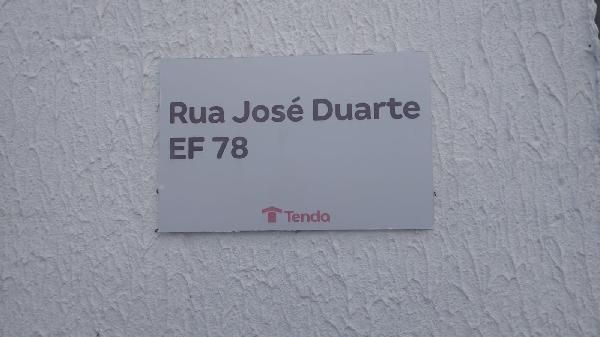 Rua José Duarte
EF 78
Tenda